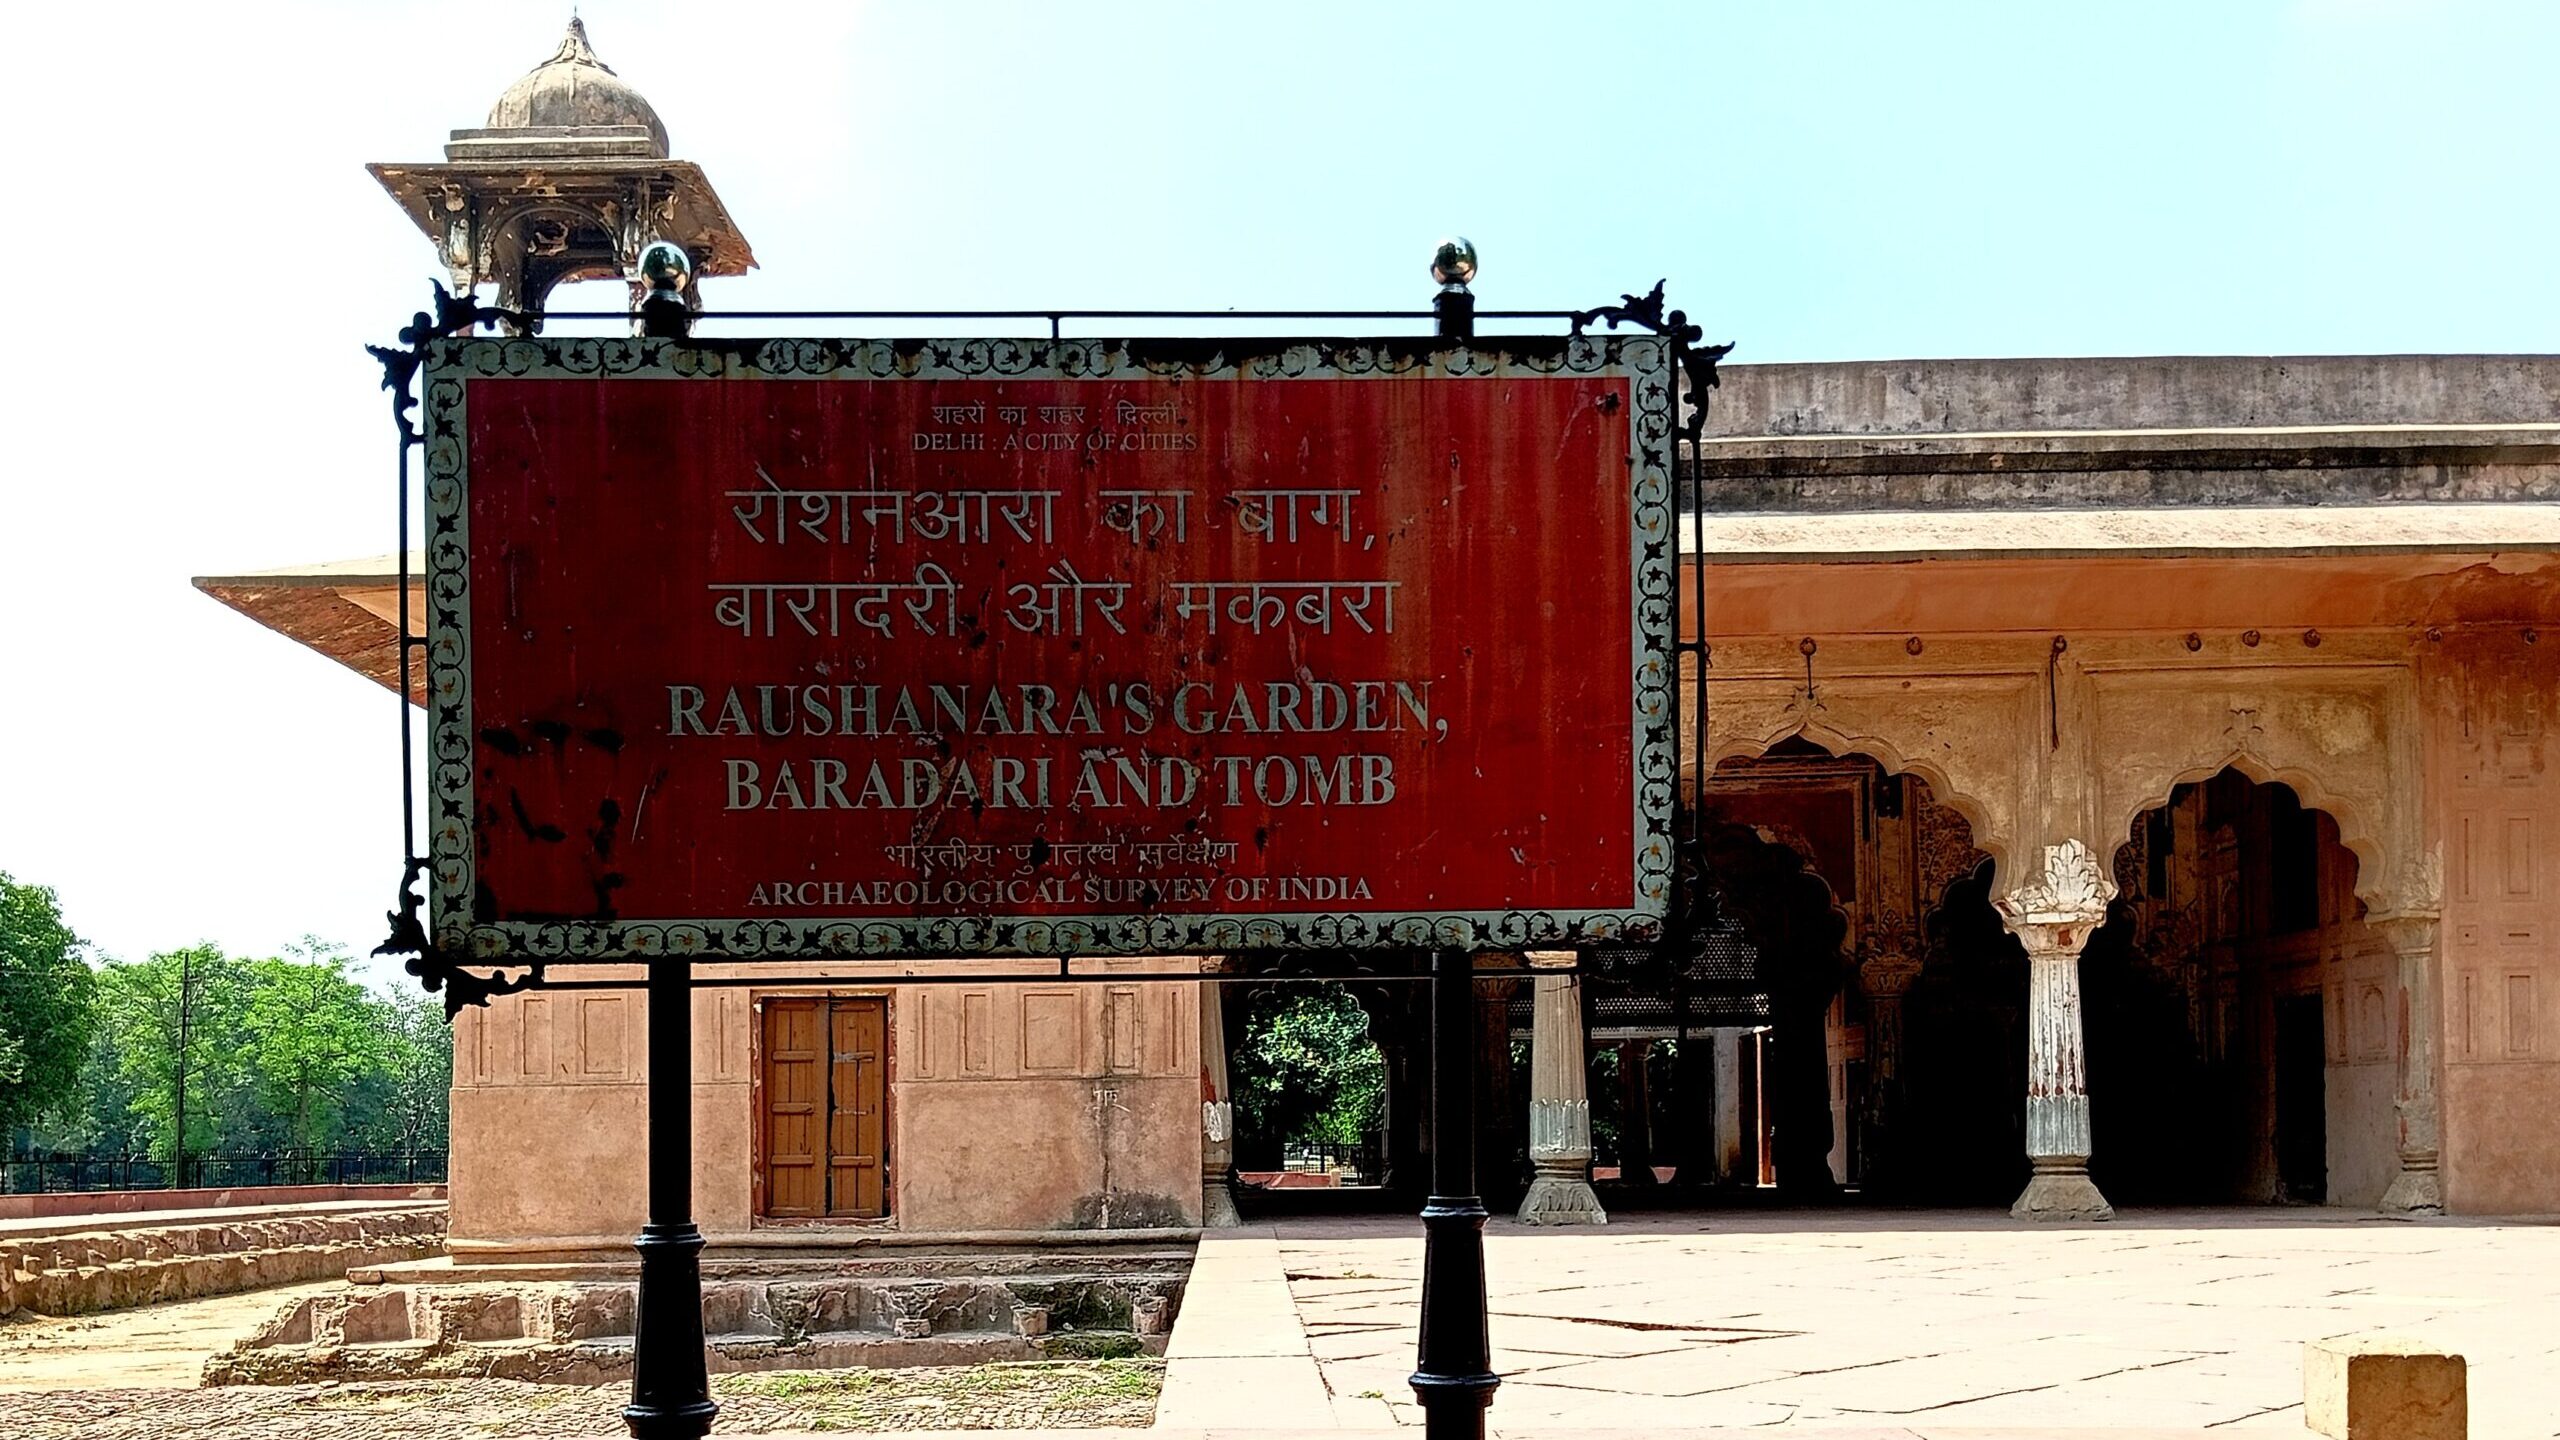 शहरों का शहर : दिल्ली
DELHI : A CITY OF CITIES
रोशनआरा का बाग,
बारादरी और मकबरा
RAUSHANARA'S GARDEN,
BARADARI AND TOMB
भारतीय पुरातत्व सर्वेक्षण
ARCHAEOLOGICAL SURVEY OF INDIA